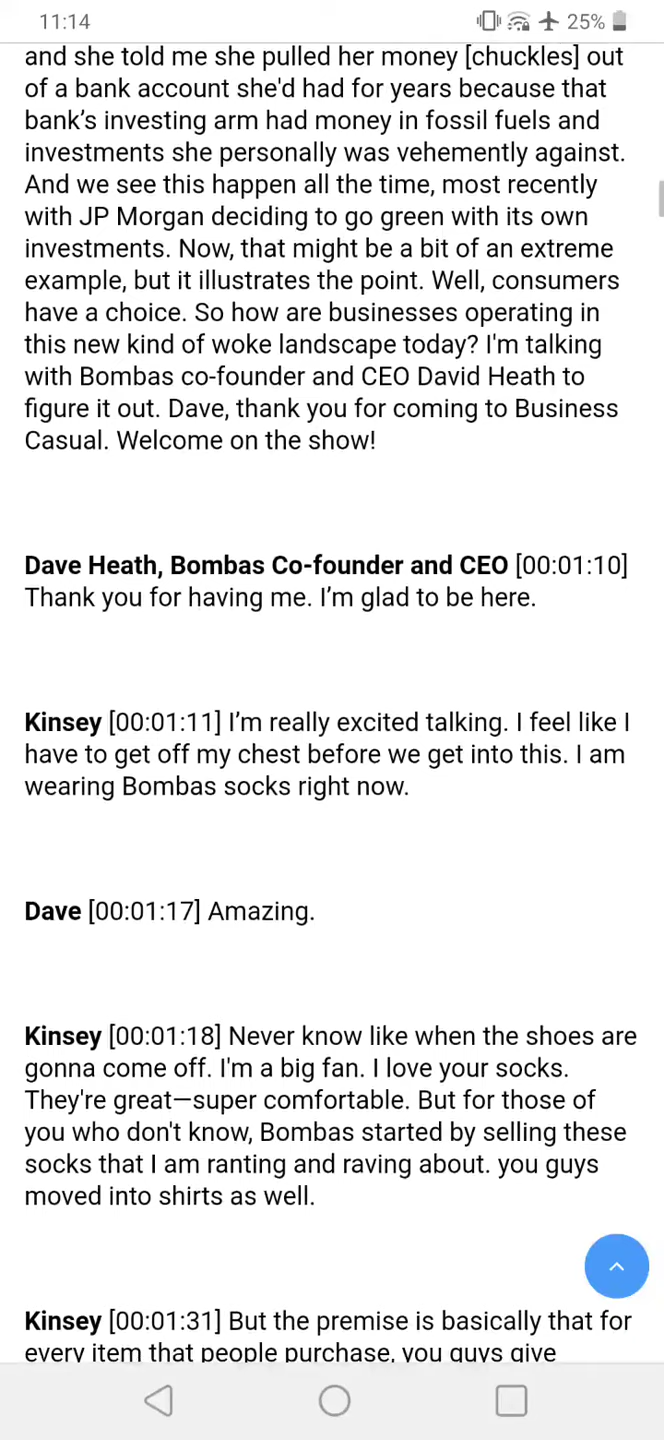 11:14
25%
and she told me she pulled her money [chuckles] out
of a bank account she'd had for years because that
bank’s investing arm had money in fossil fuels and
investments she personally was vehemently against.
And we see this happen all the time, most recently
with JP Morgan deciding to go green with its own
investments. Now, that might be a bit of an extreme
example, but it illustrates the point. Well, consumers
have a choice. So how are businesses operating in
this new kind of woke landscape today? I'm talking
with Bombas co-founder and CEO David Heath to
figure it out. Dave, thank you for coming to Business
Casual. Welcome on the show!
Dave Heath, Bombas Co-founder and CEO [00:01:10]
Thank you for having me. I’m glad to be here.
Kinsey [00:01:11] I’m really excited talking. I feel like I
have to get off my chest before we get into this. I am
wearing Bombas socks right now.
Dave [00:01:17] Amazing.
Kinsey [00:01:18] Never know like when the shoes are
gonna come off. I'm a big fan. I love your socks.
They're great—super comfortable. But for those of
you who don't know, Bombas started by selling these
socks that I am ranting and raving about. you guys
moved into shirts as well.
Kinsey [00:01:31] But the premise is basically that for
every item that people purchase, you guys give